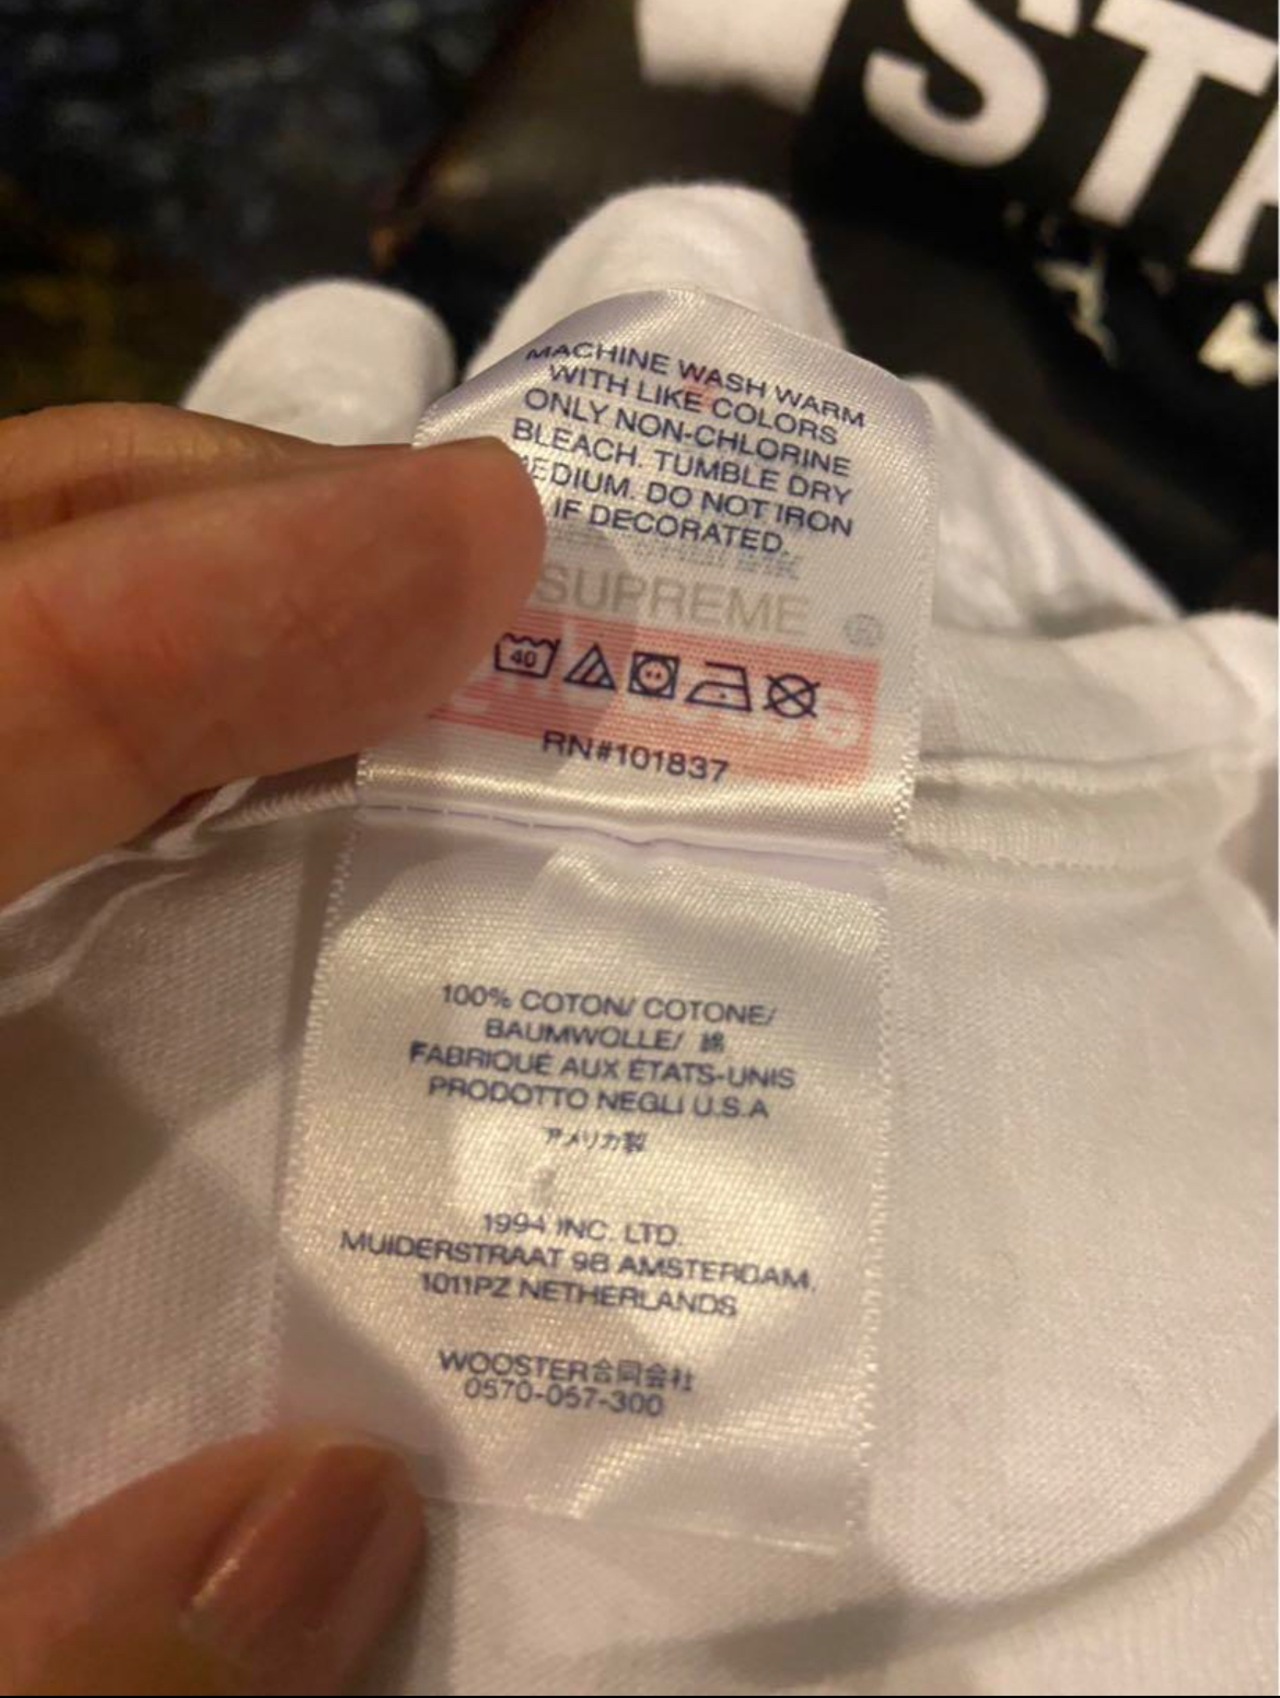 STR
MACHINE WASH WARM
WITH LIKE COLORS
ONLY NON-CHLORINE
BLEACH. TUMBLE DRY
MEDIUM. DO NOT IRON
IF DECORATED.
SUPREME
40
RN#101837
100% COTON/ COTONE/
BAUMWOLLE/ 綿
FABRIQUÉ AUX ÉTATS-UNIS
PRODOTTO NEGLI U.S.A
アメリカ製
1994 INC. LTD.
MUIDERSTRAAT 9B AMSTERDAM,
1011PZ NETHERLANDS
WOOSTER合同会社
0570-057-300